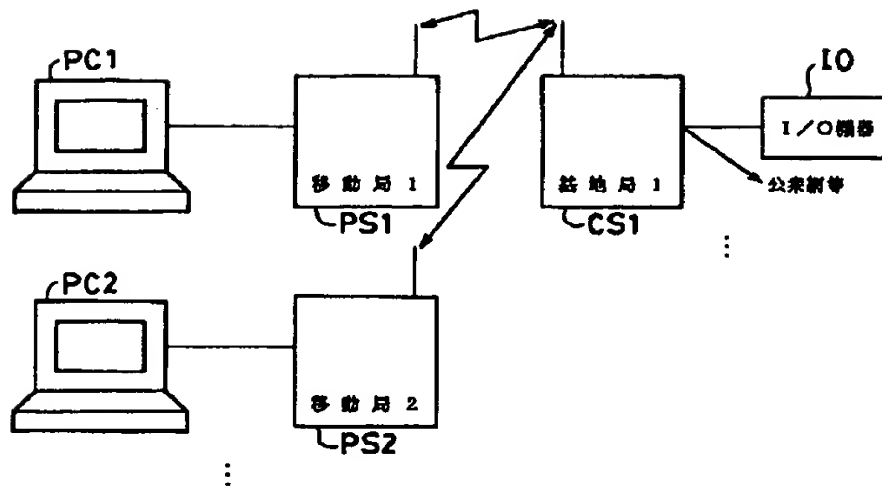 PC1
移動局 1
PS1
基地局 1
CS1
IO
I/O機器
公衆網等
PC2
移動局 2
PS2